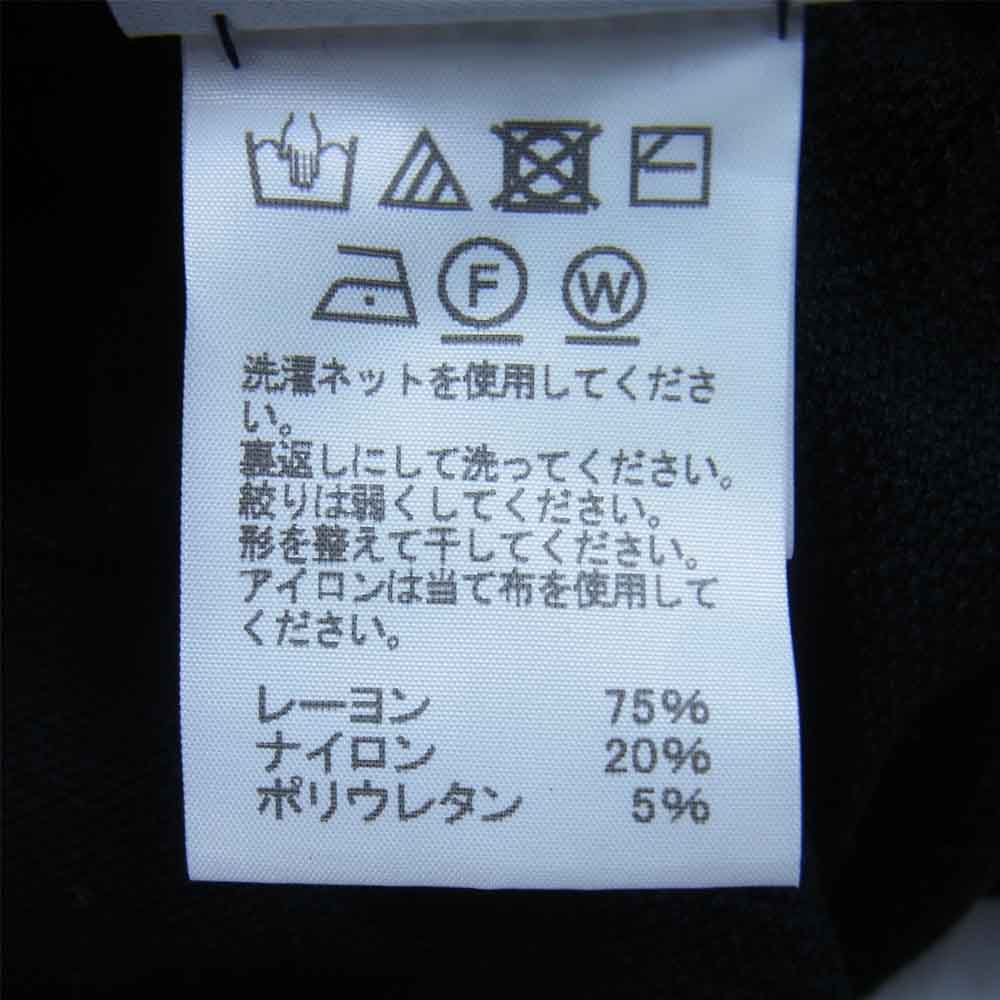 F W
洗濯ネットを使用してくださ
い。
裏返しにして洗ってください。
絞りは弱くしてください。
形を整えて干してください。
アイロンは当て布を使用して
ください。
レーヨン 75%
ナイロン 20%
ポリウレタン 5%